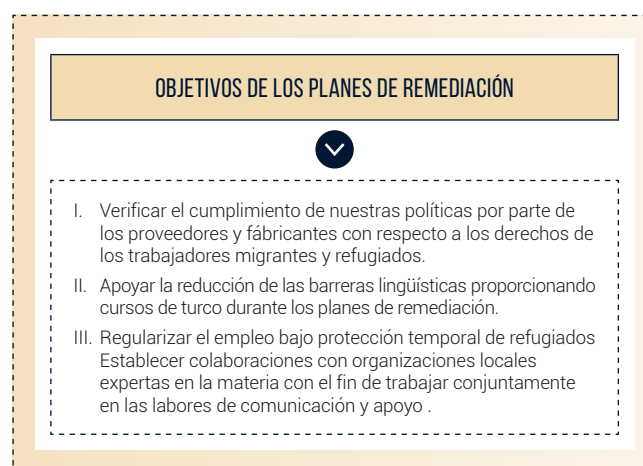 OBJETIVOS DE LOS PLANES DE REMEDIACIÓN
I. Verificar el cumplimiento de nuestras políticas por parte de
los proveedores y fábricantes con respecto a los derechos de
los trabajadores migrantes y refugiados.
II. Apoyar la reducción de las barreras lingüísticas proporcionando
cursos de turco durante los planes de remediación.
III. Regularizar el empleo bajo protección temporal de refugiados
Establecer colaboraciones con organizaciones locales
expertas en la materia con el fin de trabajar conjuntamente
en las labores de comunicación y apoyo .